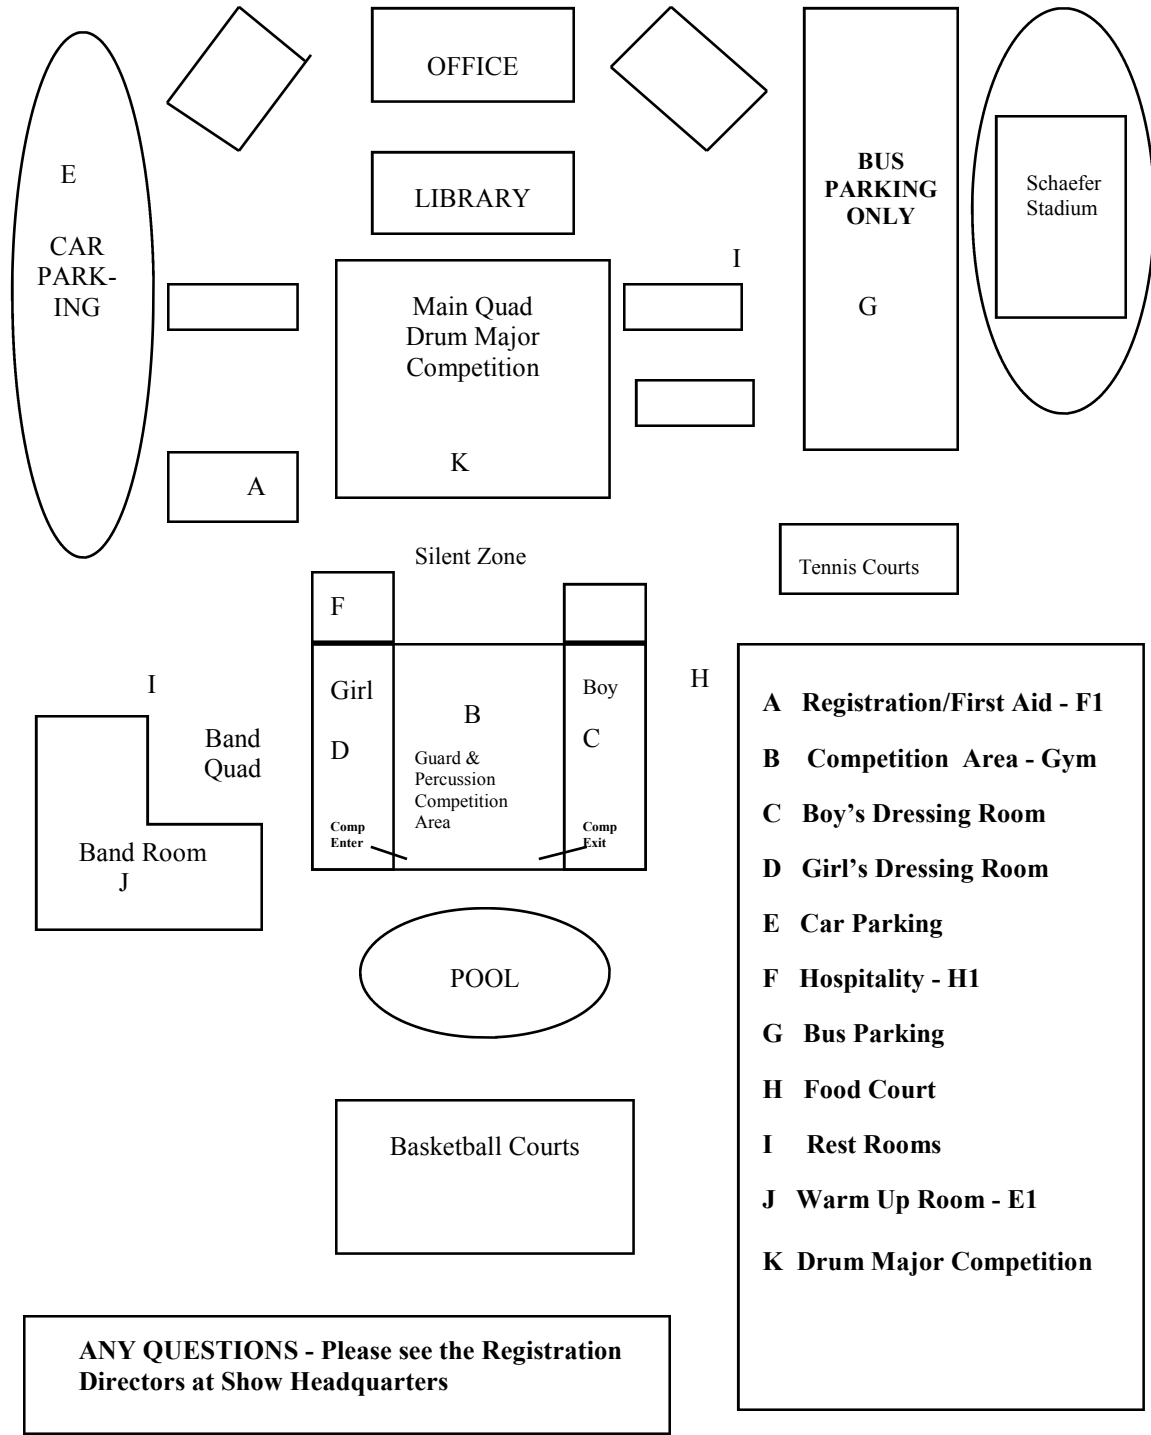 OFFICE
LIBRARY
E
CAR
PARK-
ING
BUS
PARKING
ONLY
G
Schaefer
Stadium
I
Main Quad
Drum Major
Competition
K
A
Silent Zone
Tennis Courts
F
I
Band
Quad
Band Room
J
Girl
D
Comp
Enter
B
Guard &
Percussion
Competition
Area
Boy
C
Comp
Exit
H
POOL
Basketball Courts
A Registration/First Aid - F1
B Competition Area - Gym
C Boy's Dressing Room
D Girl's Dressing Room
E Car Parking
F Hospitality - H1
G Bus Parking
H Food Court
I Rest Rooms
J Warm Up Room - E1
K Drum Major Competition
ANY QUESTIONS - Please see the Registration
Directors at Show Headquarters